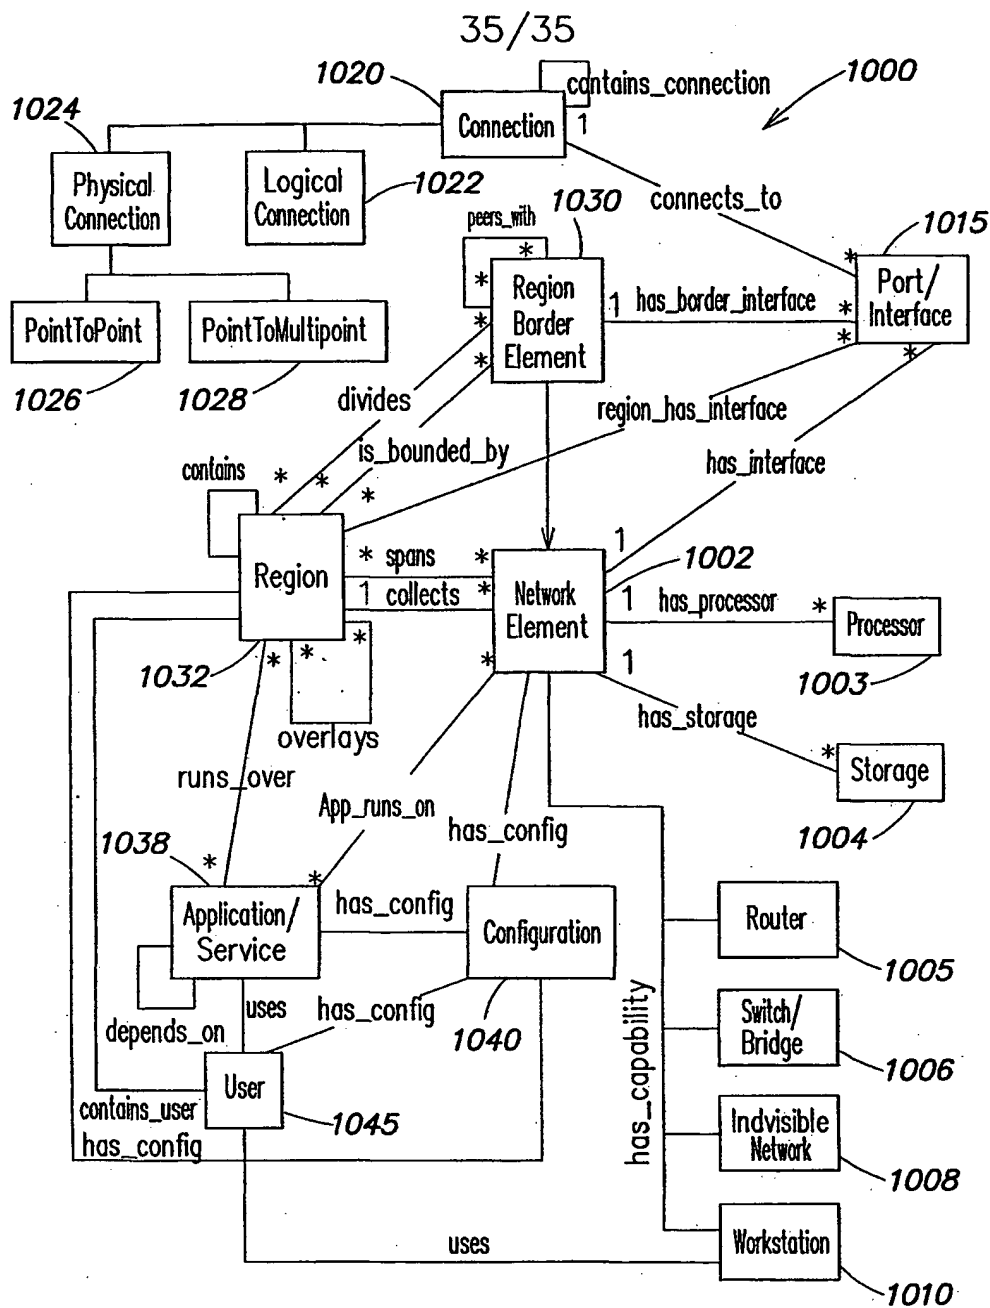 35/35
1020
contains_connection
1000
1024
Connection
1
Physical
Connection
Logical
Connection
1022
connects_to
peers_with
1030
1015
*
*
*
Region
Border
Element
1
has_border_interface
*
Port/
Interface
PointToPoint
PointToMultipoint
*
*
*
*
1026
1028
divides
region_has_interface
is_bounded_by
has_interface
contains
*
*
*
Region
*
spans
*
1
1002
1
collects
*
Network
Element
1
has_processor
*
Processor
1032
*
*
*
*
1
1003
has_storage
overlays
*
Storage
runs_over
App_runs_on
has_config
1004
1038
*
*
Application/
Service
has_config
Configuration
Router
1005
uses
has_config
depends_on
1040
Switch/
Bridge
1006
User
contains_user
1045
has_config
has_capability
Indvisible
Network
1008
uses
Workstation
1010